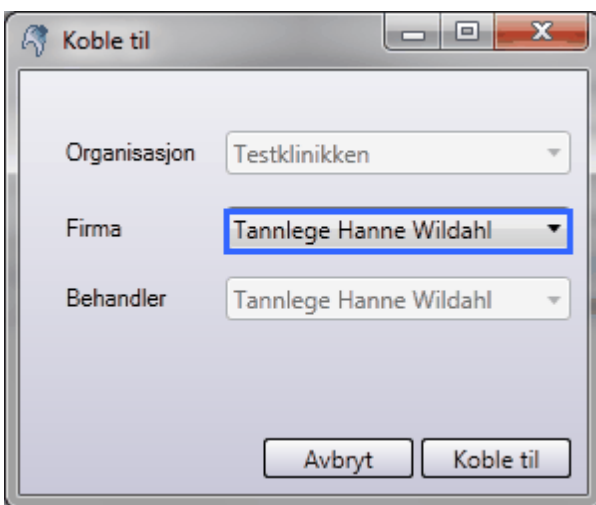 Koble til
Organisasjon Testklinikken
Firma Tannlege Hanne Wildahl
Behandler Tannlege Hanne Wildahl
Avbryt Koble til